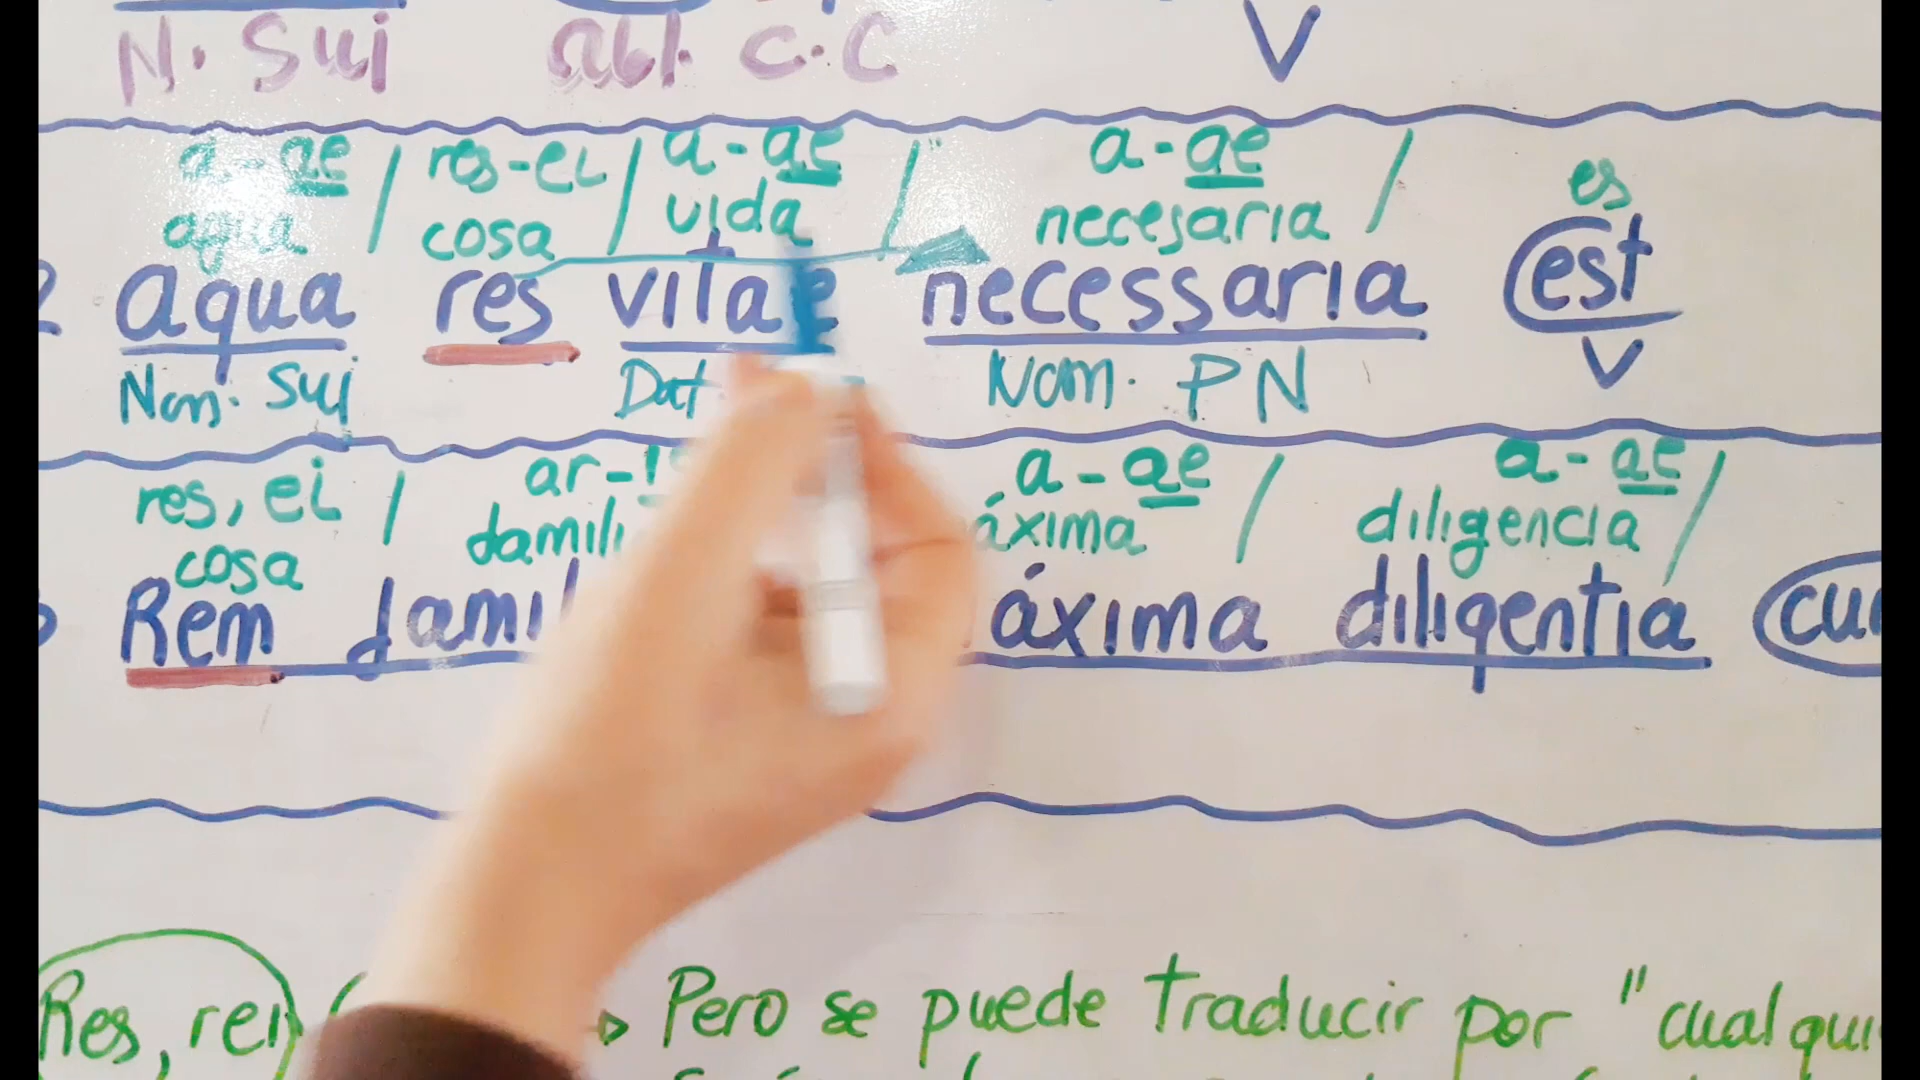 N. Suj abl. C.C V
a-ae / res-ei / a-ae / a-ae / es
agua cosa vida necesaria
aqua res vitae necessaria est
Nom. Suj Dat Nom. PN V
res, ei / ar-is a-ae / a-ae /
cosa áxima diligencia
Rem áxima diligentia
Res, rei ( Pero se puede traducir por "cualqui